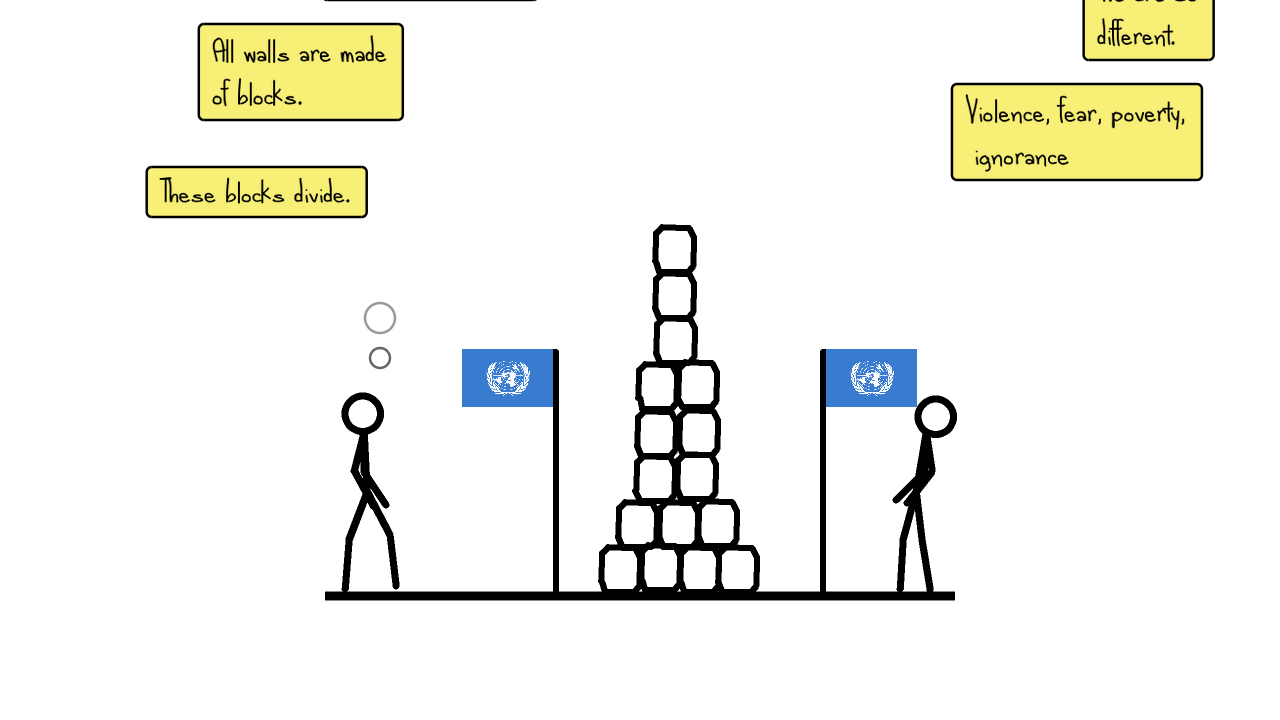 All walls are made
of blocks.
These blocks divide.
different.
Violence, fear, poverty,
ignorance